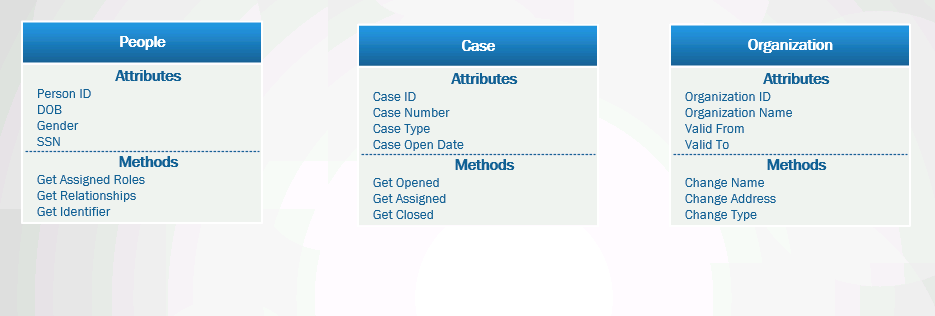 People
Attributes
Person ID
DOB
Gender
SSN
Methods
Get Assigned Roles
Get Relationships
Get Identifier
Case
Attributes
Case ID
Case Number
Case Type
Case Open Date
Methods
Get Opened
Get Assigned
Get Closed
Organization
Attributes
Organization ID
Organization Name
Valid From
Valid To
Methods
Change Name
Change Address
Change Type